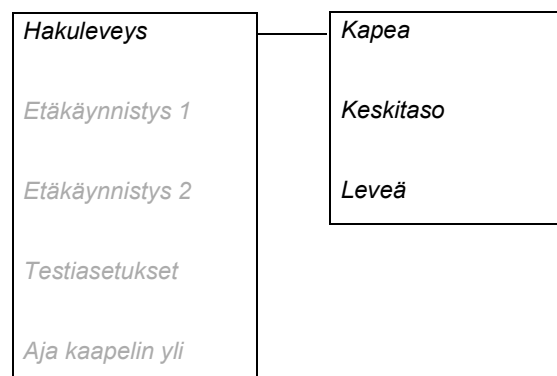 Hakuleveys
Etäkäynnistys 1
Etäkäynnistys 2
Testiasetukset
Aja kaapelin yli
Kapea
Keskitaso
Leveä